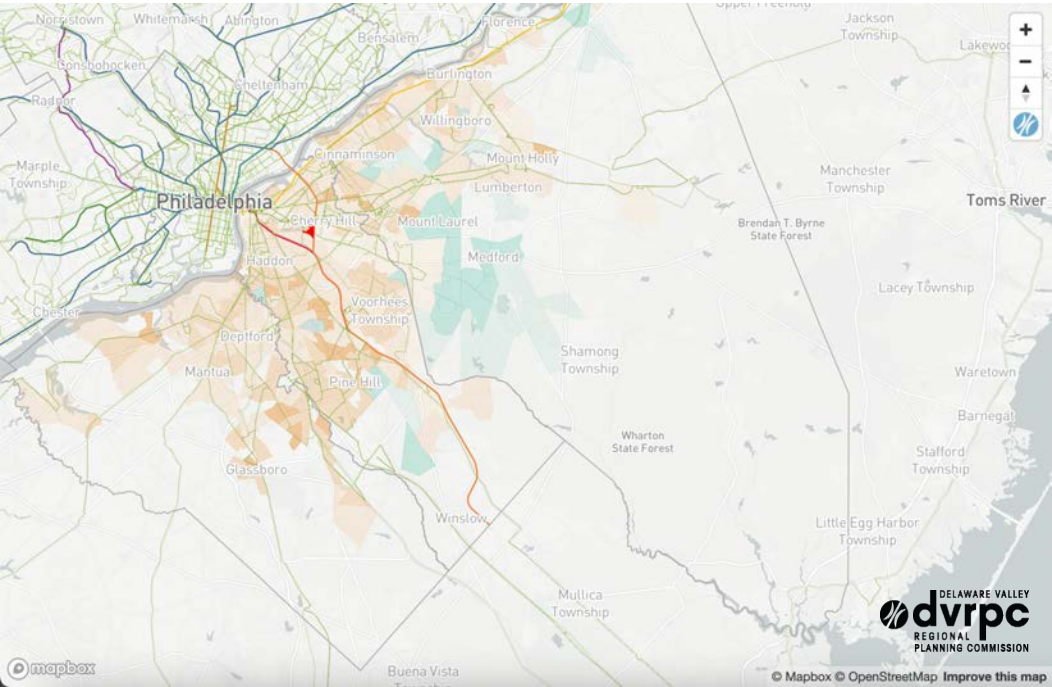 Norristown
Whitemarsh
Abington
Florence
Jackson
Township
Bensalem
Conshohocken
Lakewoo
Burlington
Cheltenham
Radnor
Willingboro
Cinnaminson
Mount Holly
Marple
Township
Manchester
Township
Lumberton
Philadelphia
Toms River
Cherry Hill
Mount Laurel
Brendan T. Byrne
State Forest
Haddon
Medford
Lacey Township
Voorhees
Township
Chester
Deptford
Shamong
Township
Mantua
Pine Hill
Waretown
Barnegat
Wharton
State Forest
Stafford
Township
Glassboro
Winslow
Little Egg Harbor
Township
Mullica
Township
DELAWARE VALLEY
dvrpc
REGIONAL
PLANNING COMMISSION
mapbox
Buena Vista
© Mapbox © OpenStreetMap Improve this map